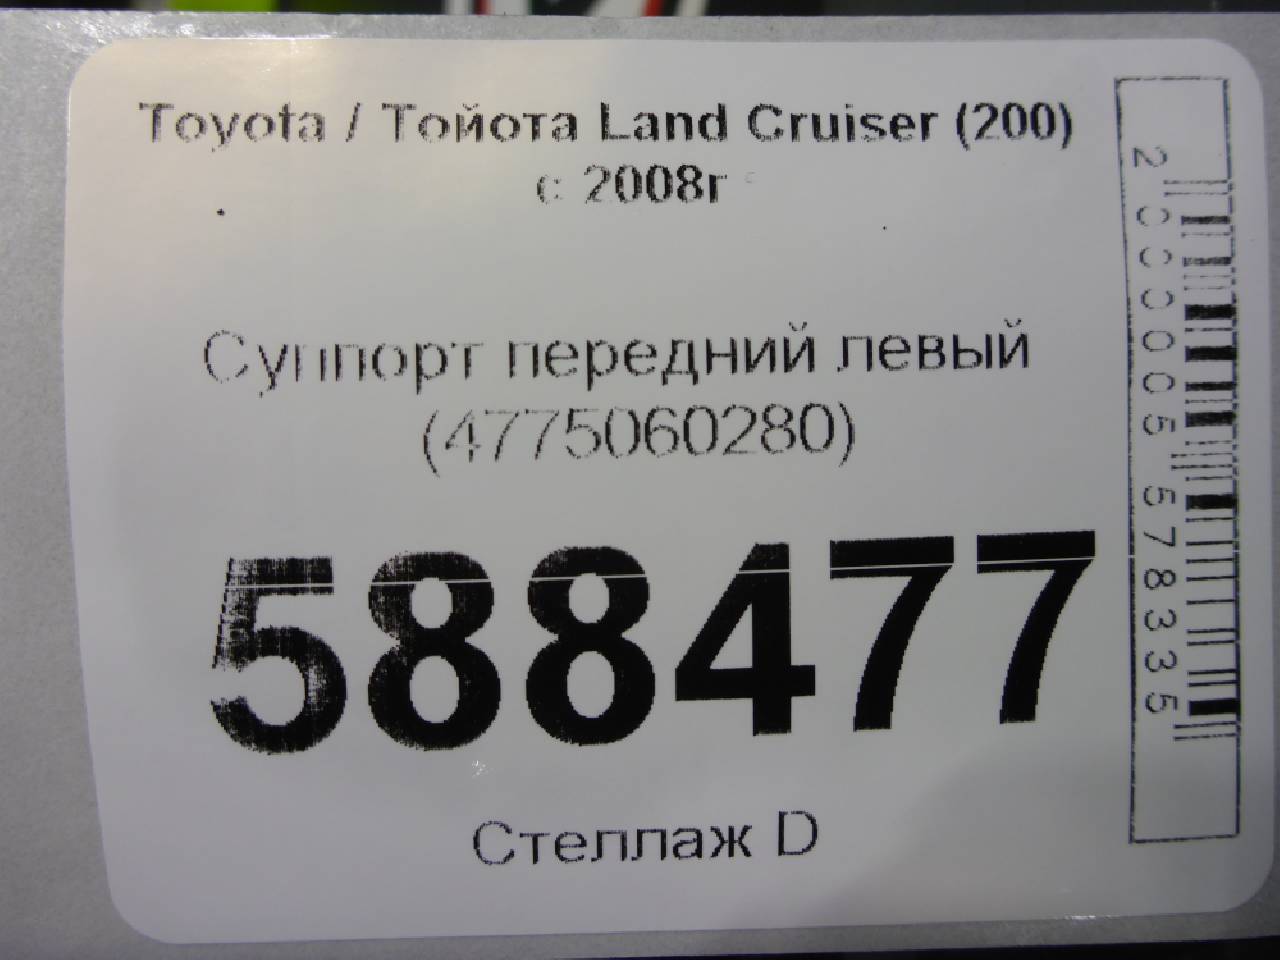 Toyota / Тойота Land Cruiser (200)
с 2008г
Суппорт передний левый
(4775060280)
588477
Стеллаж D
2000005578335